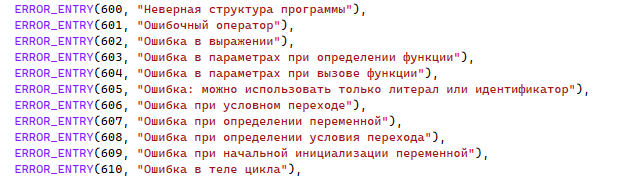 ERROR_ENTRY(600, "Неверная структура программы"),
ERROR_ENTRY(601, "Ошибочный оператор"),
ERROR_ENTRY(602, "Ошибка в выражении"),
ERROR_ENTRY(603, "Ошибка в параметрах при определении функции"),
ERROR_ENTRY(604, "Ошибка в параметрах при вызове функции"),
ERROR_ENTRY(605, "Ошибка: можно использовать только литерал или идентификатор"),
ERROR_ENTRY(606, "Ошибка при условном переходе"),
ERROR_ENTRY(607, "Ошибка при определении переменной"),
ERROR_ENTRY(608, "Ошибка при определении условия перехода"),
ERROR_ENTRY(609, "Ошибка при начальной инициализации переменной"),
ERROR_ENTRY(610, "Ошибка в теле цикла"),